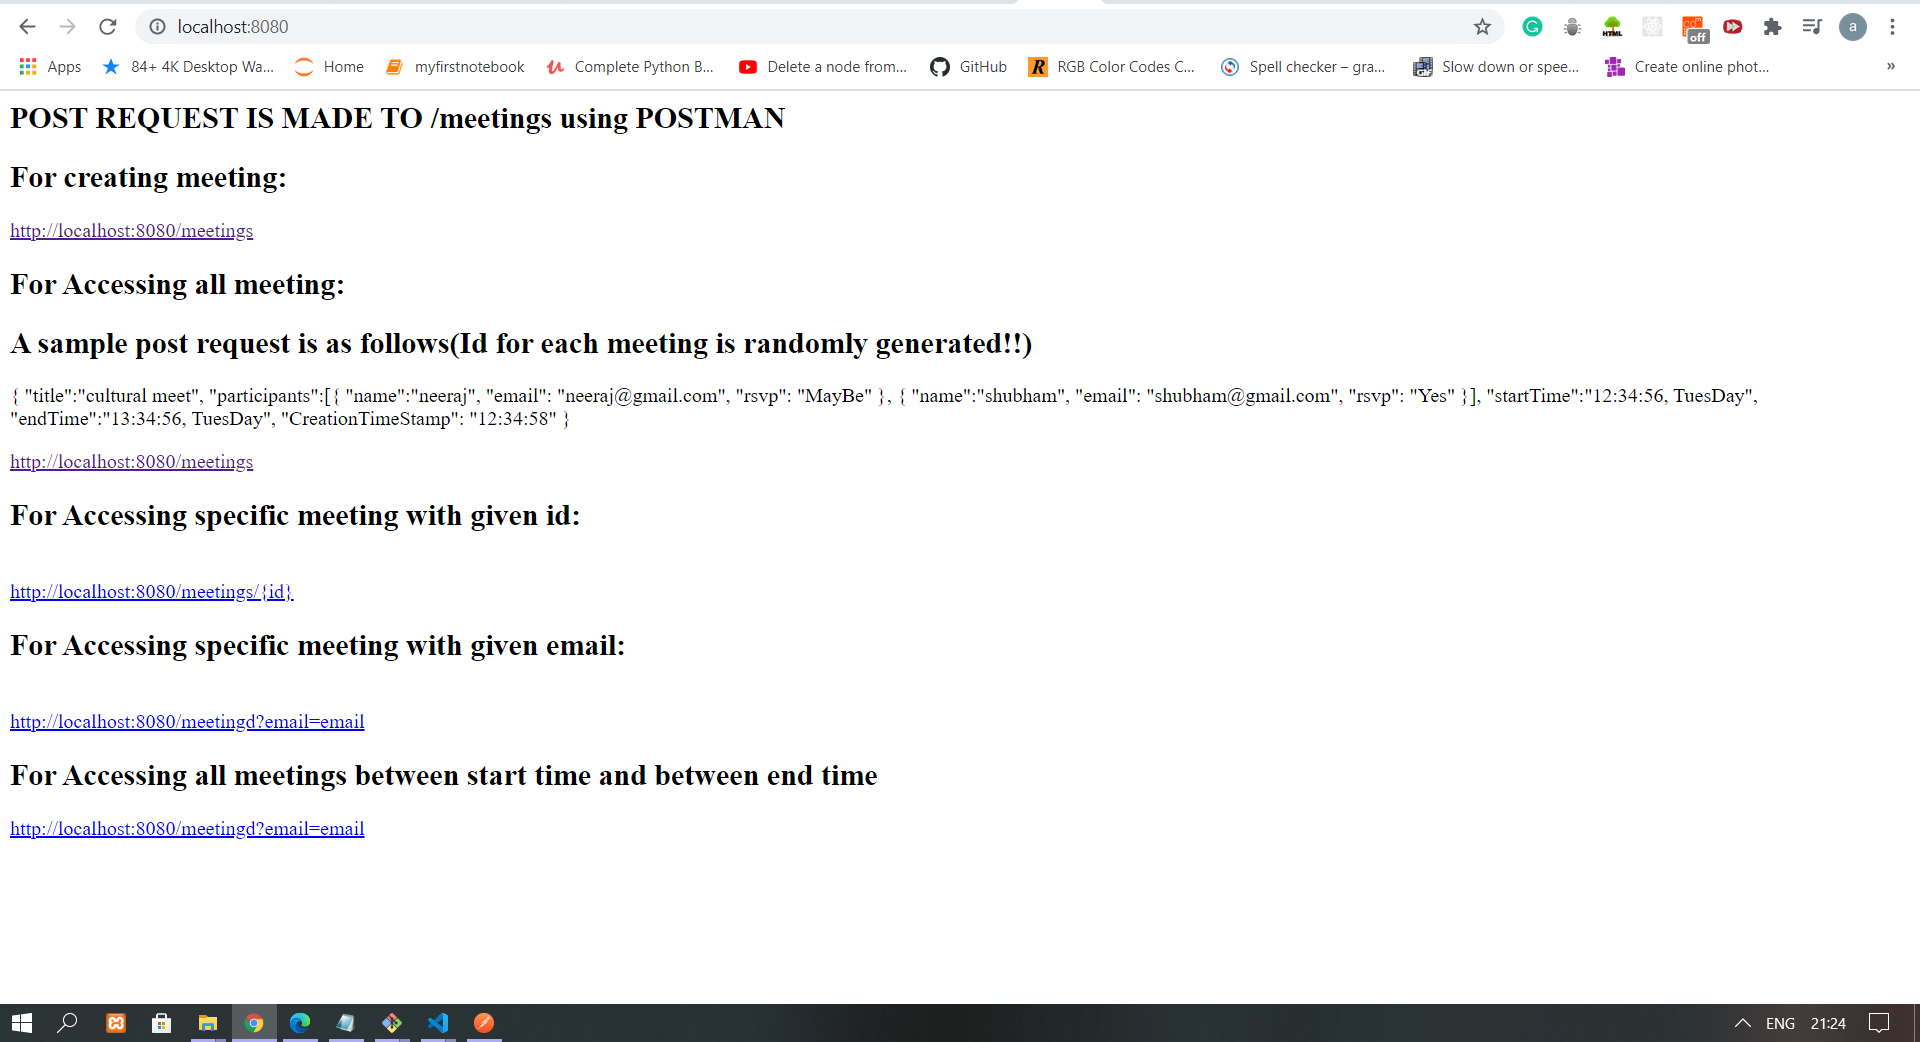 localhost:8080
HTML
off
a
Apps
84+ 4K Desktop Wa...
Home
myfirstnotebook
Complete Python B...
Delete a node from...
GitHub
RGB Color Codes C...
Spell checker – gra...
Slow down or spee...
Create online phot...
»
POST REQUEST IS MADE TO /meetings using POSTMAN
For creating meeting:
http://localhost:8080/meetings
For Accessing all meeting:
A sample post request is as follows(Id for each meeting is randomly generated!!)
{ "title":"cultural meet", "participants":[{ "name":"neeraj", "email": "neeraj@gmail.com", "rsvp": "MayBe" }, { "name":"shubham", "email": "shubham@gmail.com", "rsvp": "Yes" }], "startTime":"12:34:56, TuesDay",
"endTime":"13:34:56, TuesDay", "CreationTimeStamp": "12:34:58" }
http://localhost:8080/meetings
For Accessing specific meeting with given id:
http://localhost:8080/meetings/{id}
For Accessing specific meeting with given email:
http://localhost:8080/meetingd?email=email
For Accessing all meetings between start time and between end time
http://localhost:8080/meetingd?email=email
ENG
21:24